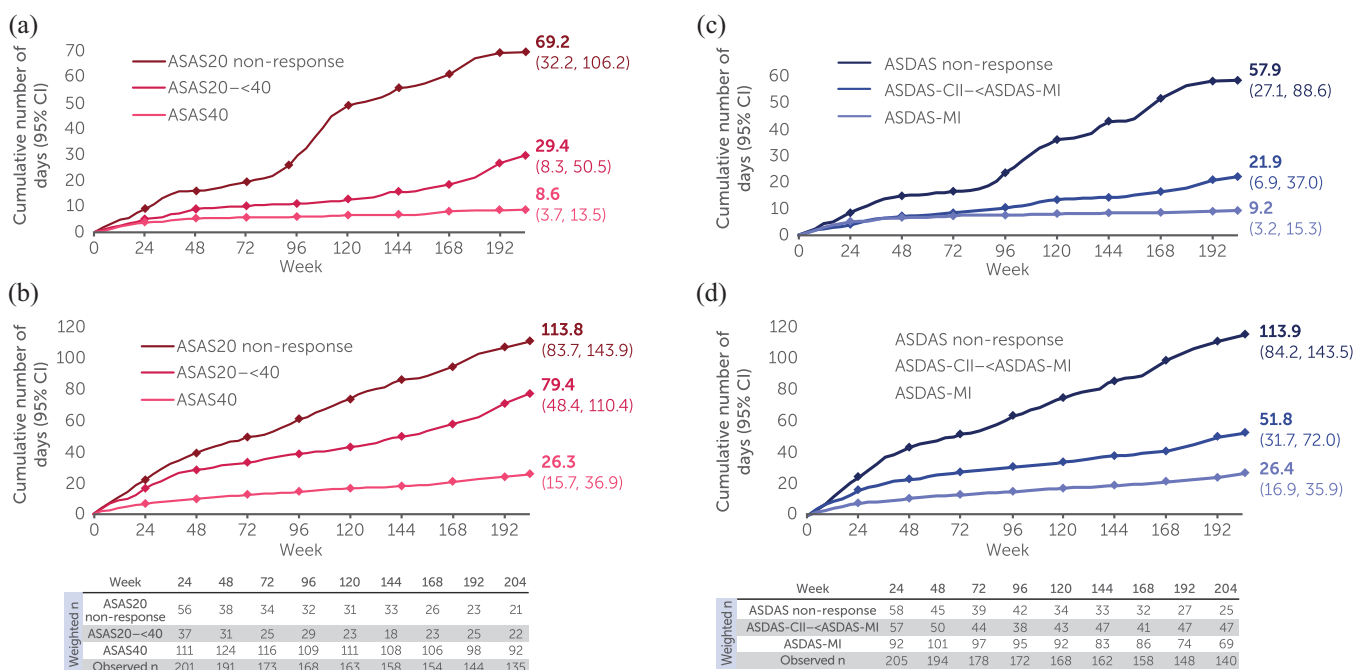 (a)
Cumulative number of
days (95% CI)
70
60
50
40
30
20
10
0
ASAS20 non-response
ASAS20–<40
ASAS40
69.2
(32.2, 106.2)
29.4
(8.3, 50.5)
8.6
(3.7, 13.5)
0 24 48 72 96 120 144 168 192
Week
(c)
Cumulative number of
days (95% CI)
60
50
40
30
20
10
0
ASDAS non-response
ASDAS-CII–<ASDAS-MI
ASDAS-MI
57.9
(27.1, 88.6)
21.9
(6.9, 37.0)
9.2
(3.2, 15.3)
0 24 48 72 96 120 144 168 192
Week
(b)
Cumulative number of
days (95% CI)
120
100
80
60
40
20
0
ASAS20 non-response
ASAS20–<40
ASAS40
113.8
(83.7, 143.9)
79.4
(48.4, 110.4)
26.3
(15.7, 36.9)
0 24 48 72 96 120 144 168 192
Week
(d)
Cumulative number of
days (95% CI)
120
100
80
60
40
20
0
ASDAS non-response
ASDAS-CII–<ASDAS-MI
ASDAS-MI
113.9
(84.2, 143.5)
51.8
(31.7, 72.0)
26.4
(16.9, 35.9)
0 24 48 72 96 120 144 168 192
Week
Weighted n
Week 24 48 72 96 120 144 168 192 204
ASAS20
non-response 56 38 34 32 31 33 26 23 21
ASAS20–<40 37 31 25 29 23 18 23 25 22
ASAS40 111 124 116 109 111 108 106 98 92
Observed n 201 191 173 168 163 158 154 144 135
Weighted n
Week 24 48 72 96 120 144 168 192 204
ASDAS non-response 58 45 39 42 34 33 32 27 25
ASDAS-CII–<ASDAS-MI 57 50 44 38 43 47 41 47 47
ASDAS-MI 92 101 97 95 92 83 86 74 69
Observed n 205 194 178 172 168 162 158 148 140